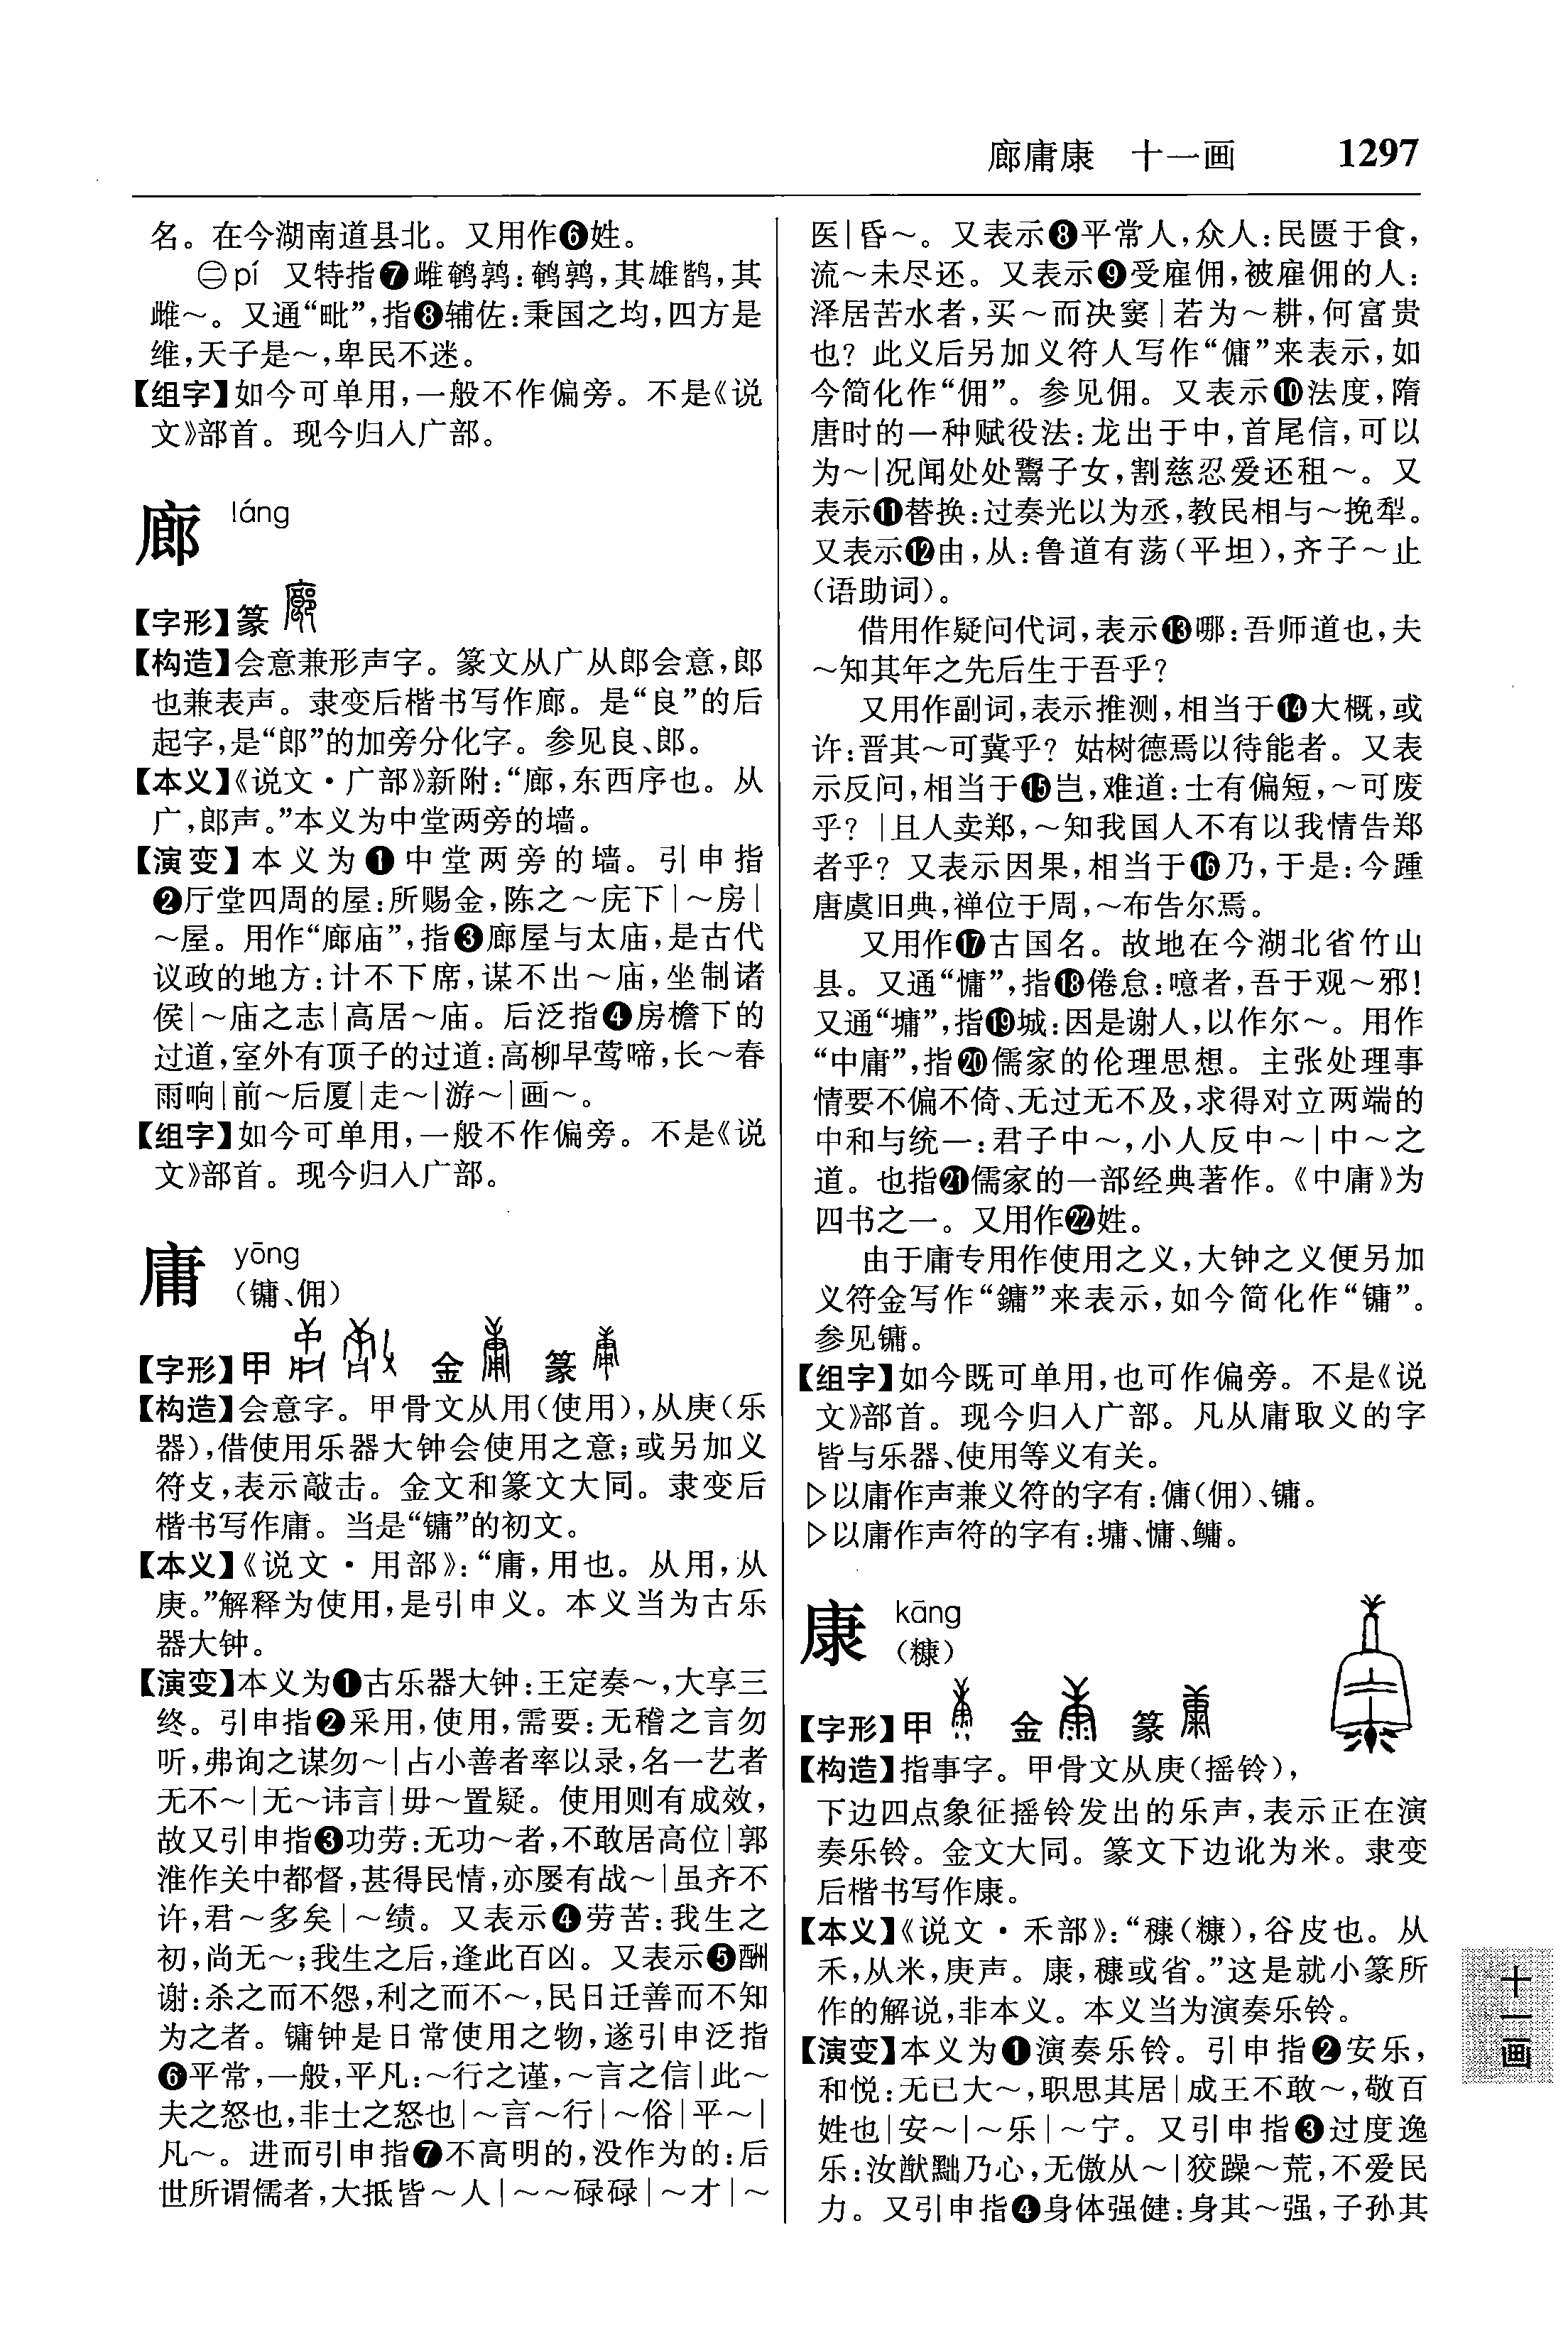 廊庸康 十一画 1297
名。在今湖南道县北。又用作❻姓。
㊁pí 又特指❼雌鹌鹑:鹌鹑,其雄鹊,其
雌～。又通“毗”,指❽辅佐:秉国之均,四方是
维,天子是～,卑民不迷。
【组字】如今可单用,一般不作偏旁。不是《说
文》部首。现今归入广部。
廊 láng
【字形】篆
【构造】会意兼形声字。篆文从广从郎会意,郎
也兼表声。隶变后楷书写作廊。是“良”的后
起字,是“郎”的加旁分化字。参见良、郎。
【本义】《说文·广部》新附:“廊,东西序也。从
广,郎声。”本义为中堂两旁的墙。
【演变】本义为❶中堂两旁的墙。引申指
❷厅堂四周的屋:所赐金,陈之～庑下|～房|
～屋。用作“廊庙”,指❸廊屋与太庙,是古代
议政的地方:计不下席,谋不出～庙,坐制诸
侯|～庙之志|高居～庙。后泛指❹房檐下的
过道,室外有顶子的过道:高柳早莺啼,长～春
雨响|前～后厦|走～|游～|画～。
【组字】如今可单用,一般不作偏旁。不是《说
文》部首。现今归入广部。
庸 yōng
(镛、佣)
【字形】甲 金 篆
【构造】会意字。甲骨文从用(使用),从庚(乐
器),借使用乐器大钟会使用之意;或另加义
符攴,表示敲击。金文和篆文大同。隶变后
楷书写作庸。当是“镛”的初文。
【本义】《说文·用部》:“庸,用也。从用,从
庚。”解释为使用,是引申义。本义当为古乐
器大钟。
【演变】本义为❶古乐器大钟:王定奏～,大享三
终。引申指❷采用,使用,需要:无稽之言勿
听,弗询之谋勿～|占小善者率以录,名一艺者
无不～|无～讳言|毋～置疑。使用则有成效,
故又引申指❸功劳:无功～者,不敢居高位|郭
淮作关中都督,甚得民情,亦屡有战～|虽齐不
许,君～多矣|～绩。又表示❹劳苦:我生之
初,尚无～;我生之后,逢此百凶。又表示❺酬
谢:杀之而不怨,利之而不～,民日迁善而不知
为之者。镛钟是日常使用之物,遂引申泛指
❻平常,一般,平凡:～行之谨,～言之信|此～
夫之怒也,非士之怒也|～言～行|～俗|平～|
凡～。进而引申指❼不高明的,没作为的:后
世所谓儒者,大抵皆～人|～～碌碌|～才|～
医|昏～。又表示❽平常人,众人:民匮于食,
流～未尽还。又表示❾受雇佣,被雇佣的人:
泽居苦水者,买～而决窦|若为～耕,何富贵
也?此义后另加义符人写作“傭”来表示,如
今简化作“佣”。参见佣。又表示❿法度,隋
唐时的一种赋役法:龙出于中,首尾信,可以
为～|况闻处处鬻子女,割慈忍爱还租～。又
表示⓫替换:过奏光以为丞,教民相与～挽犁。
又表示⓬由,从:鲁道有荡(平坦),齐子～止
(语助词)。
借用作疑问代词,表示⓭哪:吾师道也,夫
～知其年之先后生于吾乎?
又用作副词,表示推测,相当于⓮大概,或
许:晋其～可冀乎?姑树德焉以待能者。又表
示反问,相当于⓯岂,难道:士有偏短,～可废
乎?|且人卖郑,～知我国人不有以我情告郑
者乎?又表示因果,相当于⓰乃,于是:今踵
唐虞旧典,禅位于周,～布告尔焉。
又用作⓱古国名。故地在今湖北省竹山
县。又通“慵”,指⓲倦怠:噫者,吾于观～邪!
又通“墉”,指⓳城:因是谢人,以作尔～。用作
“中庸”,指⓴儒家的伦理思想。主张处理事
情要不偏不倚、无过无不及,求得对立两端的
中和与统一:君子中～,小人反中～|中～之
道。也指㉑儒家的一部经典著作。《中庸》为
四书之一。又用作㉒姓。
由于庸专用作使用之义,大钟之义便另加
义符金写作“鏞”来表示,如今简化作“镛”。
参见镛。
【组字】如今既可单用,也可作偏旁。不是《说
文》部首。现今归入广部。凡从庸取义的字
皆与乐器、使用等义有关。
▷以庸作声兼义符的字有:傭(佣)、镛。
▷以庸作声符的字有:墉、慵、鳙。
康 kāng
(糠)
【字形】甲 金 篆
【构造】指事字。甲骨文从庚(摇铃),
下边四点象征摇铃发出的乐声,表示正在演
奏乐铃。金文大同。篆文下边讹为米。隶变
后楷书写作康。
【本义】《说文·禾部》:“穅(糠),谷皮也。从
禾,从米,庚声。康,穅或省。”这是就小篆所
作的解说,非本义。本义当为演奏乐铃。
【演变】本义为❶演奏乐铃。引申指❷安乐,
和悦:无已大～,职思其居|成王不敢～,敬百
姓也|安～|～乐|～宁。又引申指❸过度逸
乐:汝猷黜乃心,无傲从～|狡躁～荒,不爱民
力。又引申指❹身体强健:身其～强,子孙其
十一画